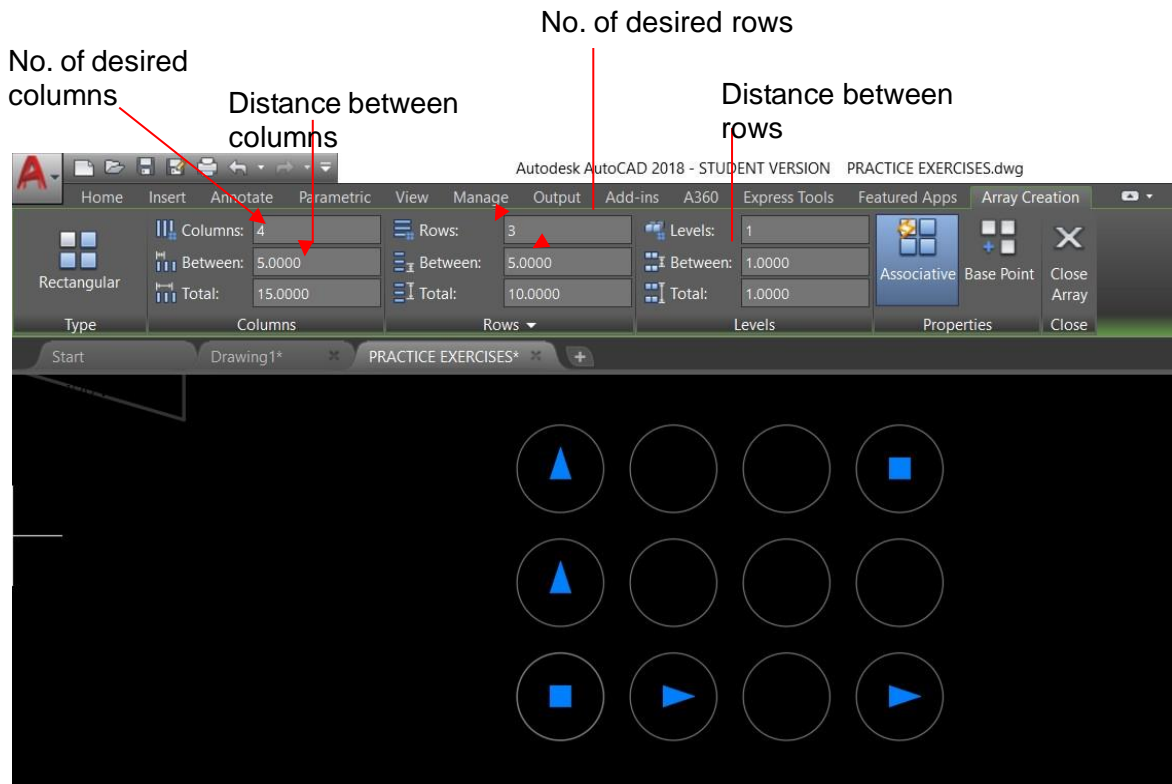 No. of desired rows
No. of desired
columns
Distance between
columns
Distance between
rows
A
Autodesk AutoCAD 2018 - STUDENT VERSION PRACTICE EXERCISES.dwg
Home Insert Annotate Parametric View Manage Output Add-ins A360 Express Tools Featured Apps Array Creation
Columns: 4 Rows: 3 Levels: 1
Between: 5.0000 Between: 5.0000 Between: 1.0000
Rectangular Associative Base Point Close
Array
Total: 15.0000 Total: 10.0000 Total: 1.0000
Type Columns Rows Levels Properties Close
Start Drawing1* PRACTICE EXERCISES*